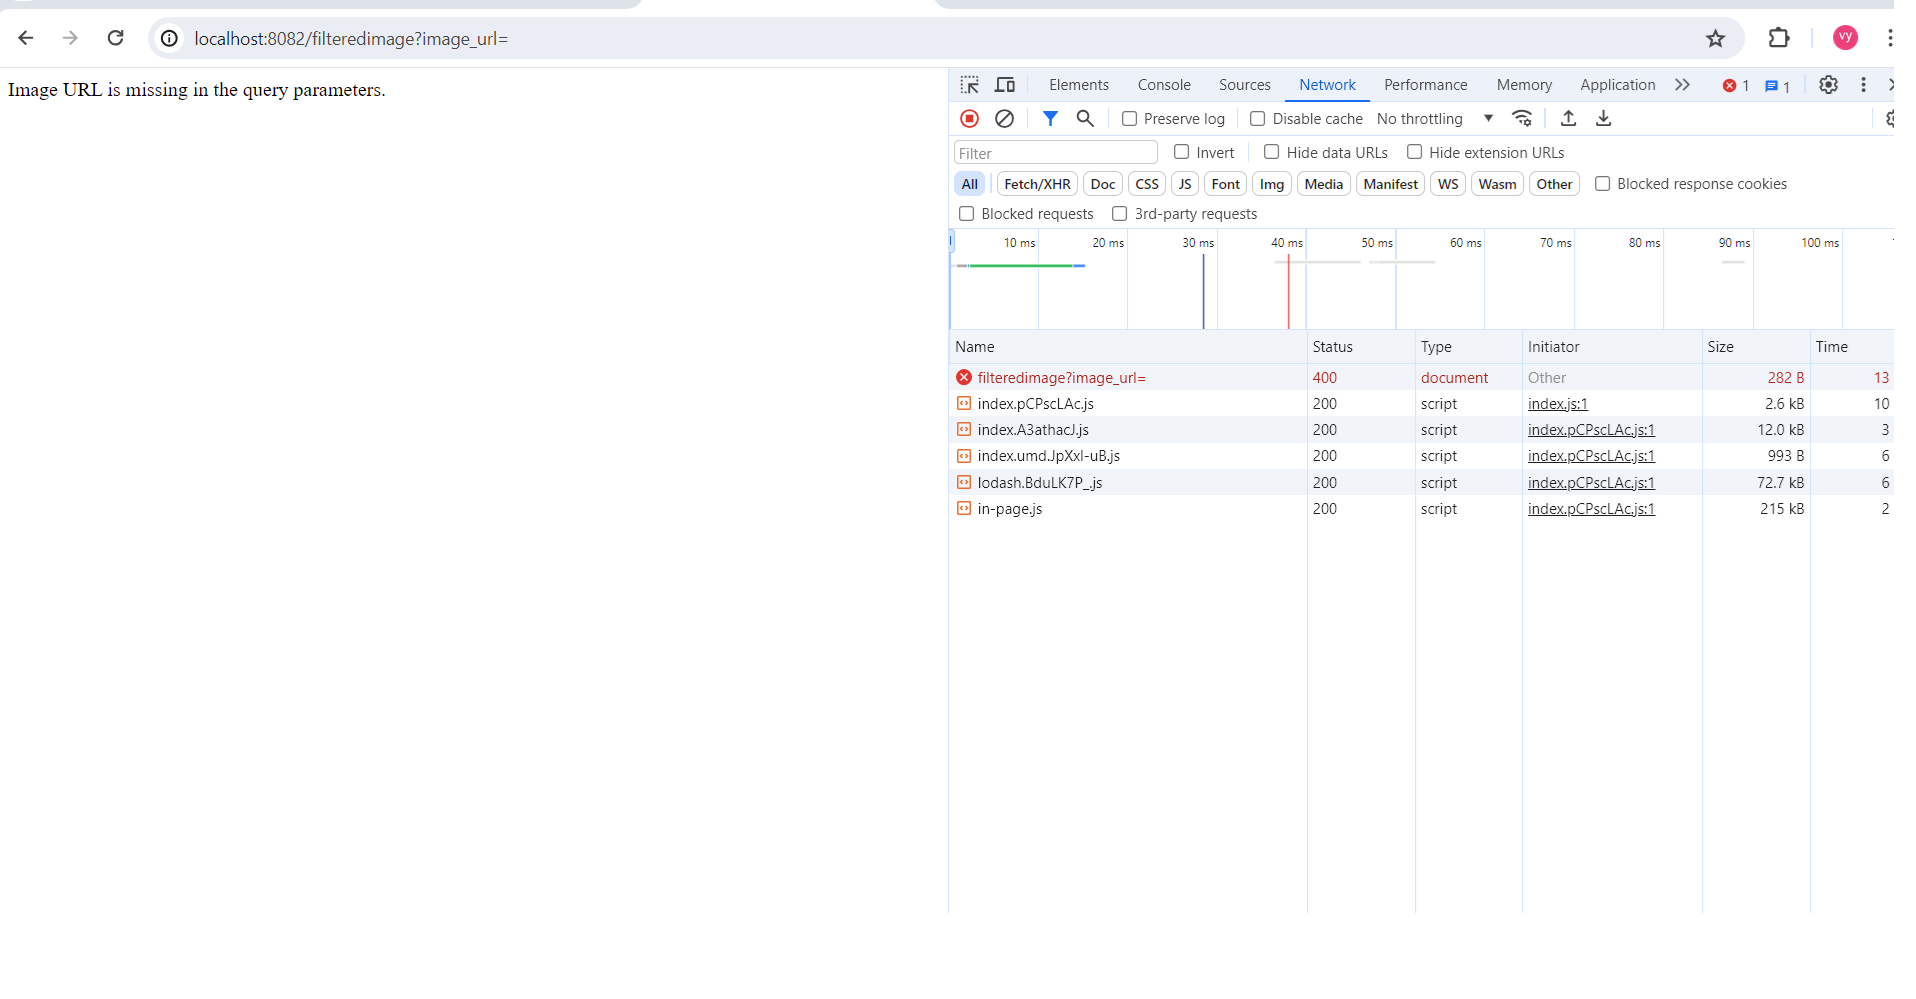 localhost:8082/filteredimage?image_url=
vy
Image URL is missing in the query parameters.
Elements Console Sources Network Performance Memory Application 1 1
Preserve log Disable cache No throttling
Filter Invert Hide data URLs Hide extension URLs
All Fetch/XHR Doc CSS JS Font Img Media Manifest WS Wasm Other Blocked response cookies
Blocked requests 3rd-party requests
10 ms 20 ms 30 ms 40 ms 50 ms 60 ms 70 ms 80 ms 90 ms 100 ms
Name Status Type Initiator Size Time
filteredimage?image_url= 400 document Other 282 B 13
index.pCPscLAc.js 200 script index.js:1 2.6 kB 10
index.A3athacJ.js 200 script index.pCPscLAc.js:1 12.0 kB 3
index.umd.JpXxl-uB.js 200 script index.pCPscLAc.js:1 993 B 6
lodash.BduLK7P_.js 200 script index.pCPscLAc.js:1 72.7 kB 6
in-page.js 200 script index.pCPscLAc.js:1 215 kB 2